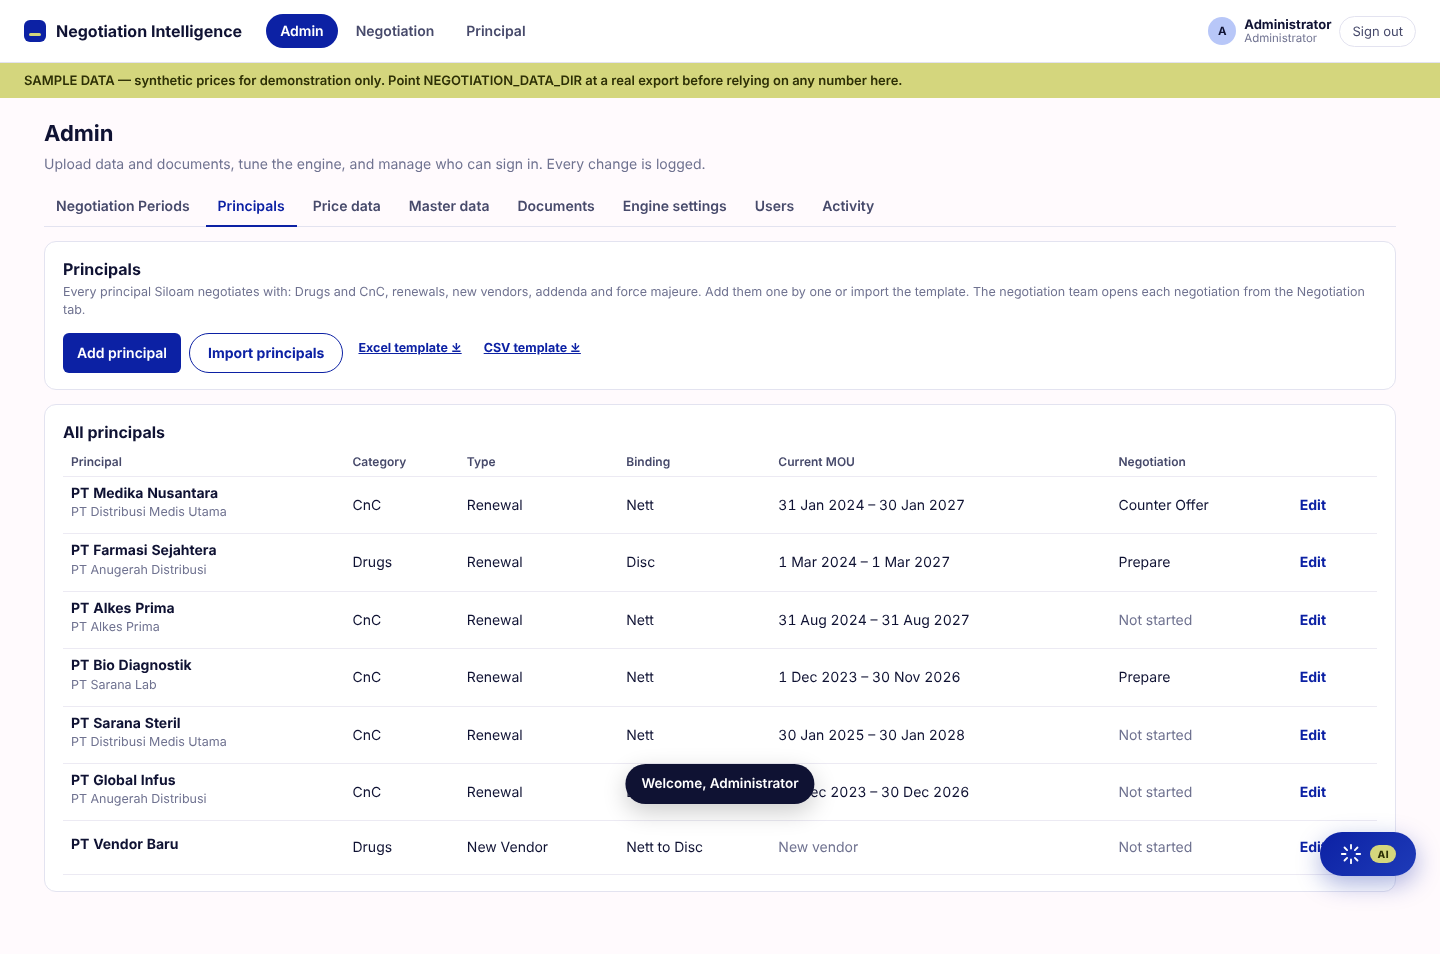 Negotiation Intelligence
Admin
Negotiation
Principal
A
Administrator
Administrator
Sign out
SAMPLE DATA — synthetic prices for demonstration only. Point NEGOTIATION_DATA_DIR at a real export before relying on any number here.
Admin
Upload data and documents, tune the engine, and manage who can sign in. Every change is logged.
Negotiation Periods
Principals
Price data
Master data
Documents
Engine settings
Users
Activity
Principals
Every principal Siloam negotiates with: Drugs and CnC, renewals, new vendors, addenda and force majeure. Add them one by one or import the template. The negotiation team opens each negotiation from the Negotiation
tab.
Add principal
Import principals
Excel template
CSV template
All principals
Principal Category Type Binding Current MOU Negotiation
PT Medika Nusantara
PT Distribusi Medis Utama
CnC Renewal Nett 31 Jan 2024 – 30 Jan 2027 Counter Offer Edit
PT Farmasi Sejahtera
PT Anugerah Distribusi
Drugs Renewal Disc 1 Mar 2024 – 1 Mar 2027 Prepare Edit
PT Alkes Prima
PT Alkes Prima
CnC Renewal Nett 31 Aug 2024 – 31 Aug 2027 Not started Edit
PT Bio Diagnostik
PT Sarana Lab
CnC Renewal Nett 1 Dec 2023 – 30 Nov 2026 Prepare Edit
PT Sarana Steril
PT Distribusi Medis Utama
CnC Renewal Nett 30 Jan 2025 – 30 Jan 2028 Not started Edit
PT Global Infus
PT Anugerah Distribusi
CnC Renewal 2023 – 30 Dec 2026 Not started Edit
Welcome, Administrator
PT Vendor Baru
Drugs New Vendor Nett to Disc New vendor Not started Edit
AI